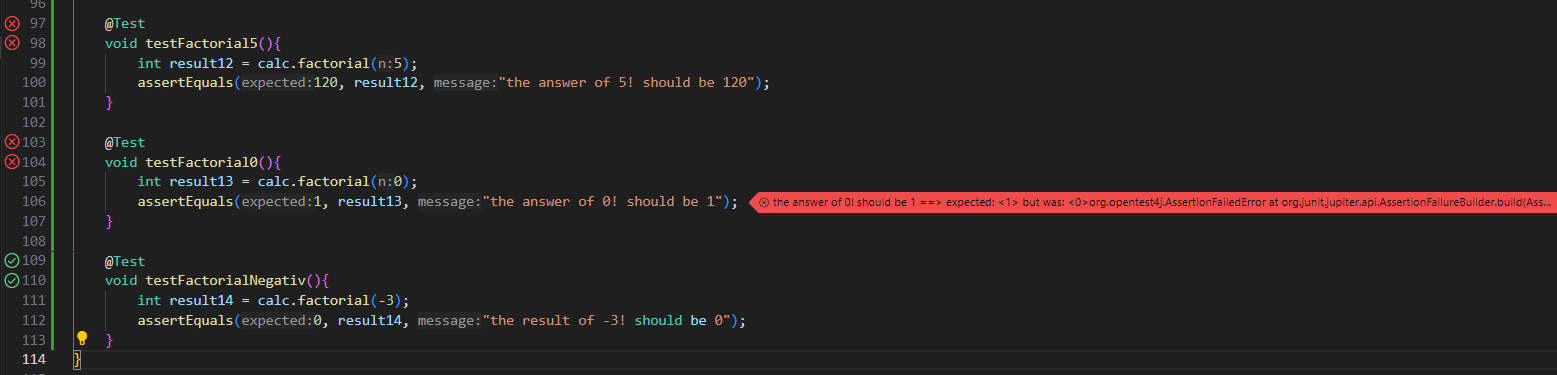 96
97 @Test
98 void testFactorial5(){
99 int result12 = calc.factorial(n:5);
100 assertEquals(expected:120, result12, message:"the answer of 5! should be 120");
101 }
102
103 @Test
104 void testFactorial0(){
105 int result13 = calc.factorial(n:0);
106 assertEquals(expected:1, result13, message:"the answer of 0! should be 1"); the answer of 0! should be 1 ==> expected: <1> but was: <0>org.opentest4j.AssertionFailedError at org.junit.jupiter.api.AssertionFailureBuilder.build(Ass...
107 }
108
109 @Test
110 void testFactorialNegativ(){
111 int result14 = calc.factorial(-3);
112 assertEquals(expected:0, result14, message:"the result of -3! should be 0");
113 }
114 }